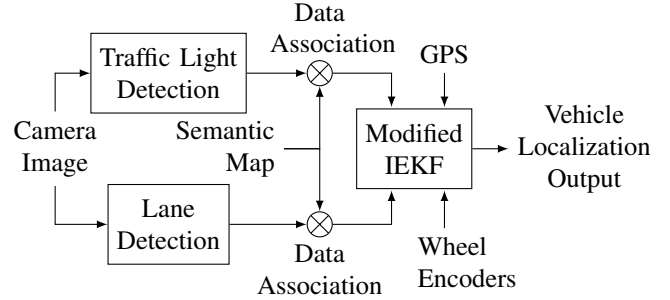 Data
Association
Traffic Light
Detection
GPS
Camera
Image
Semantic
Map
Modified
IEKF
Vehicle
Localization
Output
Lane
Detection
Data
Association
Wheel
Encoders